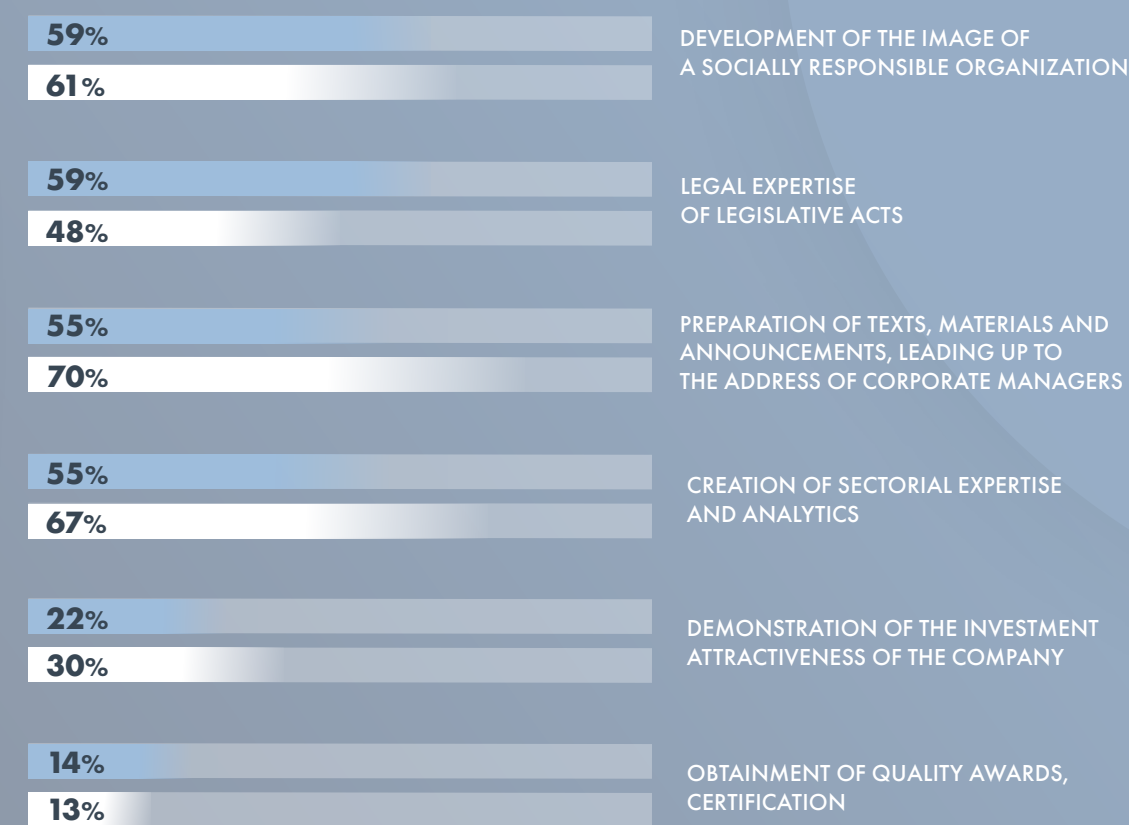 59%
61%
DEVELOPMENT OF THE IMAGE OF
A SOCIALLY RESPONSIBLE ORGANIZATION
59%
48%
LEGAL EXPERTISE
OF LEGISLATIVE ACTS
55%
70%
PREPARATION OF TEXTS, MATERIALS AND
ANNOUNCEMENTS, LEADING UP TO
THE ADDRESS OF CORPORATE MANAGERS
55%
67%
CREATION OF SECTORIAL EXPERTISE
AND ANALYTICS
22%
30%
DEMONSTRATION OF THE INVESTMENT
ATTRACTIVENESS OF THE COMPANY
14%
13%
OBTAINMENT OF QUALITY AWARDS,
CERTIFICATION